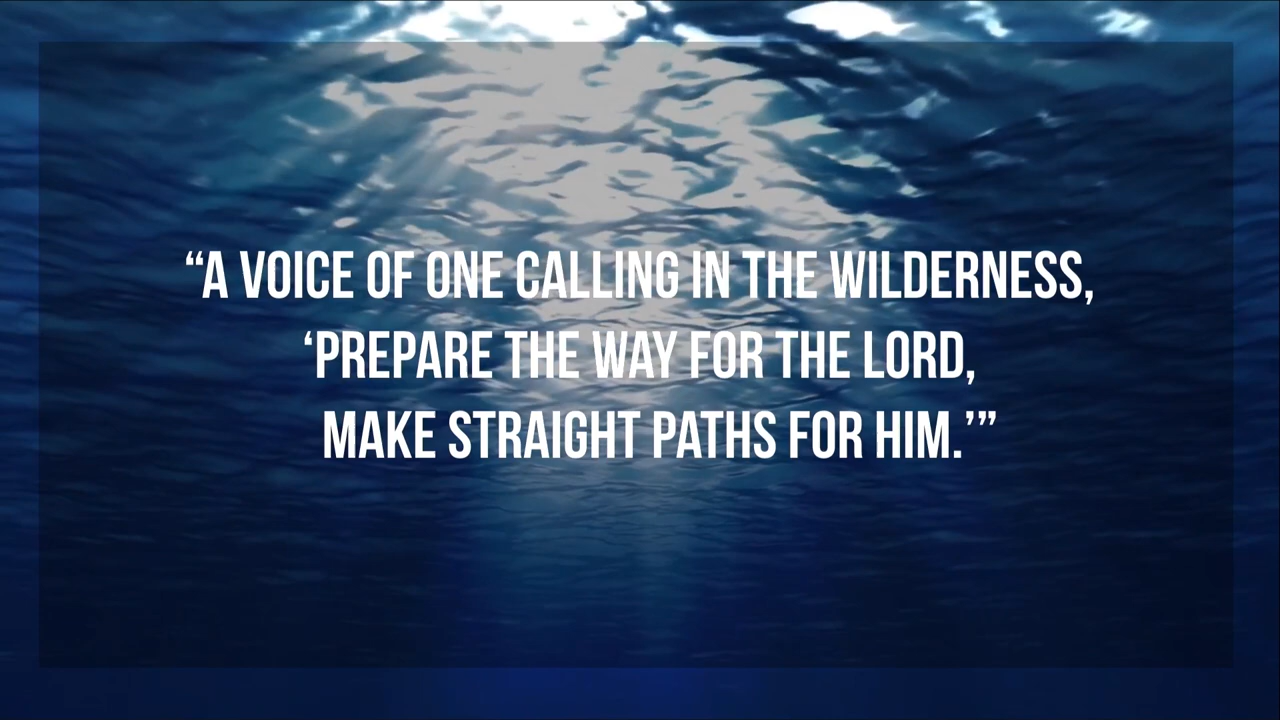 “A VOICE OF ONE CALLING IN THE WILDERNESS,
‘PREPARE THE WAY FOR THE LORD,
MAKE STRAIGHT PATHS FOR HIM.’”